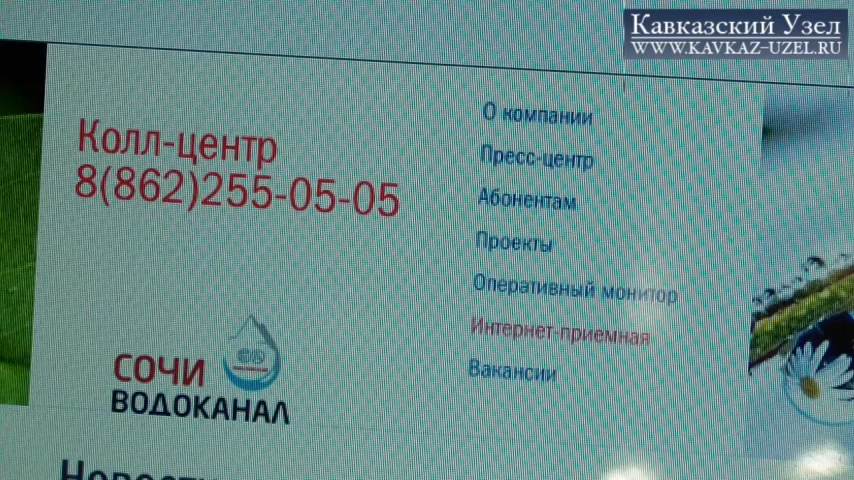 Кавказский Узел
WWW.KAVKAZ-UZEL.RU
Колл-центр
8(862)255-05-05
О компании
Пресс-центр
Абонентам
Проекты
Оперативный монитор
Интернет-приемная
Вакансии
СОЧИ
ВОДОКАНАЛ